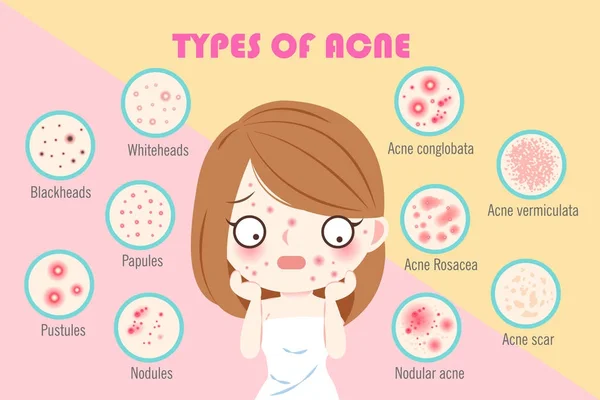 TYPES OF ACNE
Whiteheads
Blackheads
Papules
Pustules
Nodules
Acne conglobata
Acne vermiculata
Acne Rosacea
Acne scar
Nodular acne